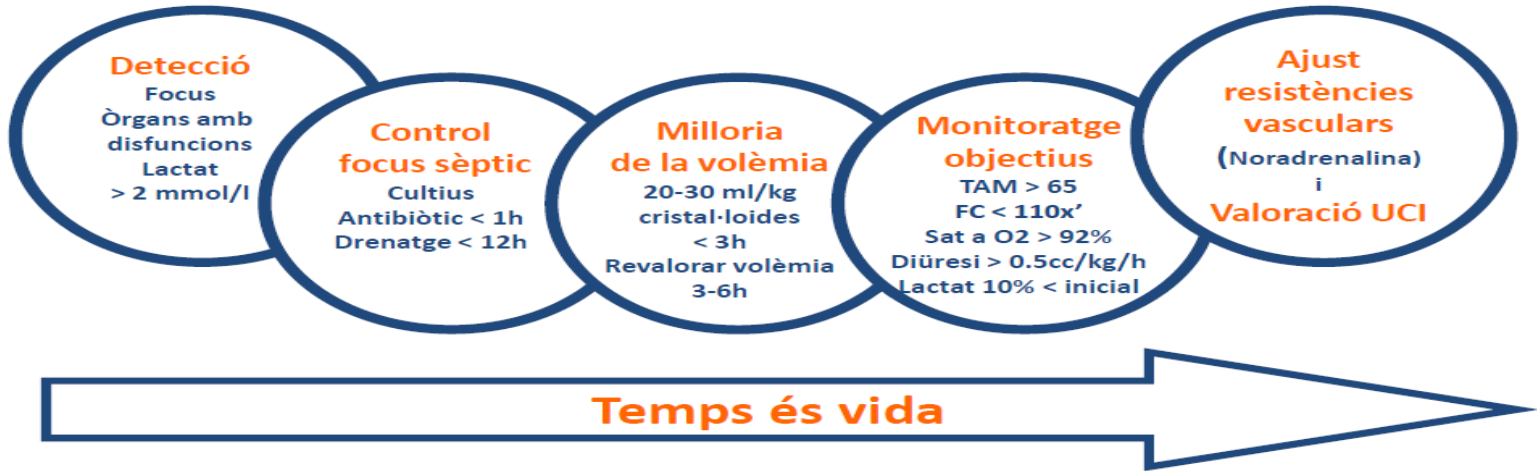 Detecció
Focus
Òrgans amb
disfuncions
Lactat
> 2 mmol/l
Control
focus sèptic
Cultius
Antibiòtic < 1h
Drenatge < 12h
Milloria
de la volèmia
20-30 ml/kg
cristal·loides
< 3h
Revalorar volèmia
3-6h
Monitoratge
objectius
TAM > 65
FC < 110x’
Sat a O2 > 92%
Diüresi > 0.5cc/kg/h
Lactat 10% < inicial
Ajust
resistències
vasculars
(Noradrenalina)
i
Valoració UCI
Temps és vida